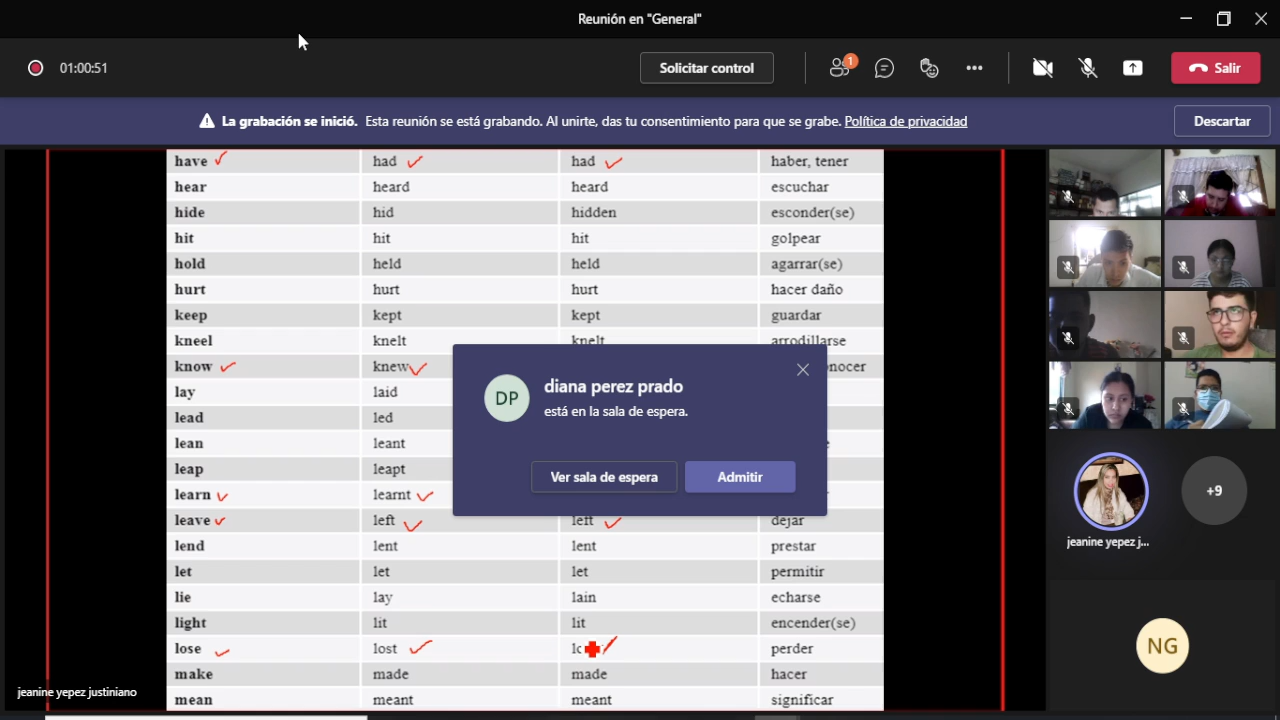 Reunión en "General"
01:00:51 Solicitar control 1 Salir
La grabación se inició. Esta reunión se está grabando. Al unirte, das tu consentimiento para que se grabe. Política de privacidad Descartar
have had had haber, tener
hear heard heard escuchar
hide hid hidden esconder(se)
hit hit hit golpear
hold held held agarrar(se)
hurt hurt hurt hacer daño
keep kept kept guardar
kneel knelt knelt arrodillarse
know knew
lay laid
lead led
lean leant
leap leapt
learn learnt
leave left left dejar
lend lent lent prestar
let let let permitir
lie lay lain echarse
light lit lit encender(se)
lose lost perder
make made made hacer
mean meant meant significar
DP
diana perez prado
está en la sala de espera.
Ver sala de espera Admitir
jeanine yepez justiniano
jeanine yepez j...
+9
NG